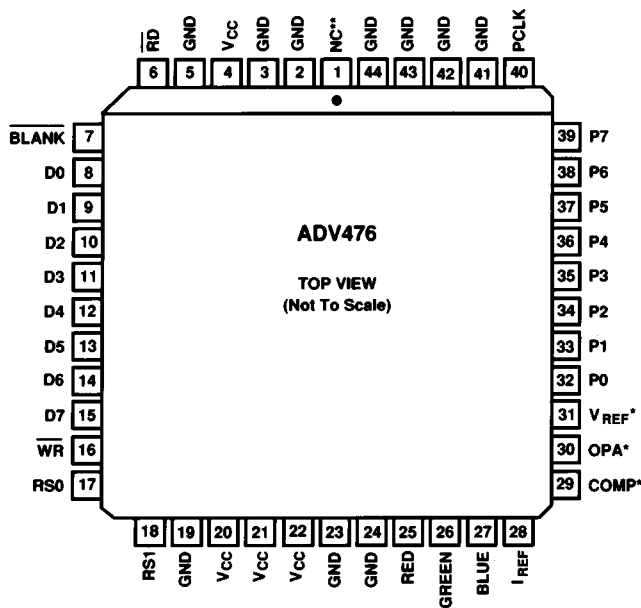 RD GND VCC GND GND NC** GND GND GND GND PCLK
6 5 4 3 2 1 44 43 42 41 40
BLANK 7
D0 8
D1 9
D2 10
D3 11
D4 12
D5 13
D6 14
D7 15
WR 16
RS0 17
ADV476
TOP VIEW
(Not To Scale)
39 P7
38 P6
37 P5
36 P4
35 P3
34 P2
33 P1
32 P0
31 VREF*
30 OPA*
29 COMP*
18 19 20 21 22 23 24 25 26 27 28
RS1 GND VCC VCC VCC GND GND RED GREEN BLUE IREF